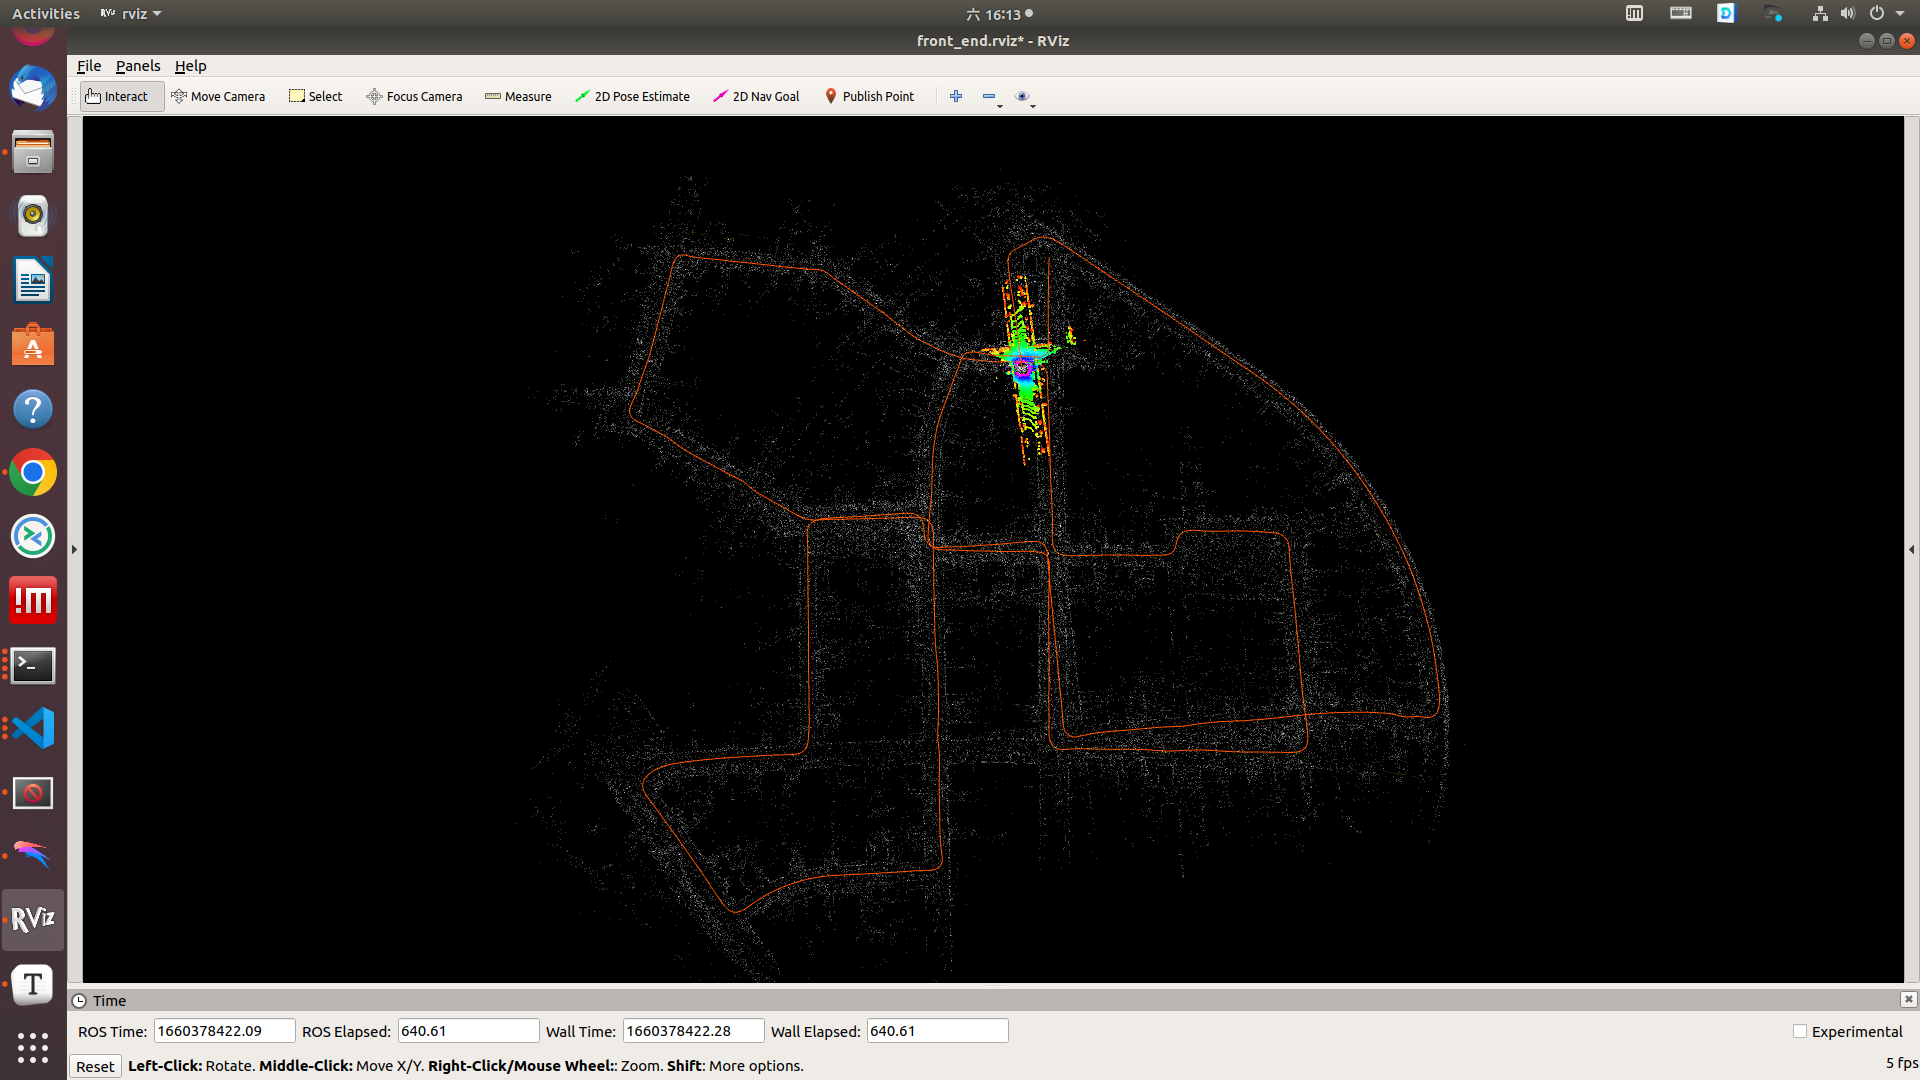 Activities RViz rviz 六 16:13
front_end.rviz* - RViz
File Panels Help
Interact Move Camera Select Focus Camera Measure 2D Pose Estimate 2D Nav Goal Publish Point
Time
ROS Time: 1660378422.09 ROS Elapsed: 640.61 Wall Time: 1660378422.28 Wall Elapsed: 640.61 Experimental
Reset Left-Click: Rotate. Middle-Click: Move X/Y. Right-Click/Mouse Wheel:: Zoom. Shift: More options. 5 fps
A
?
!m
>_
RViz
T